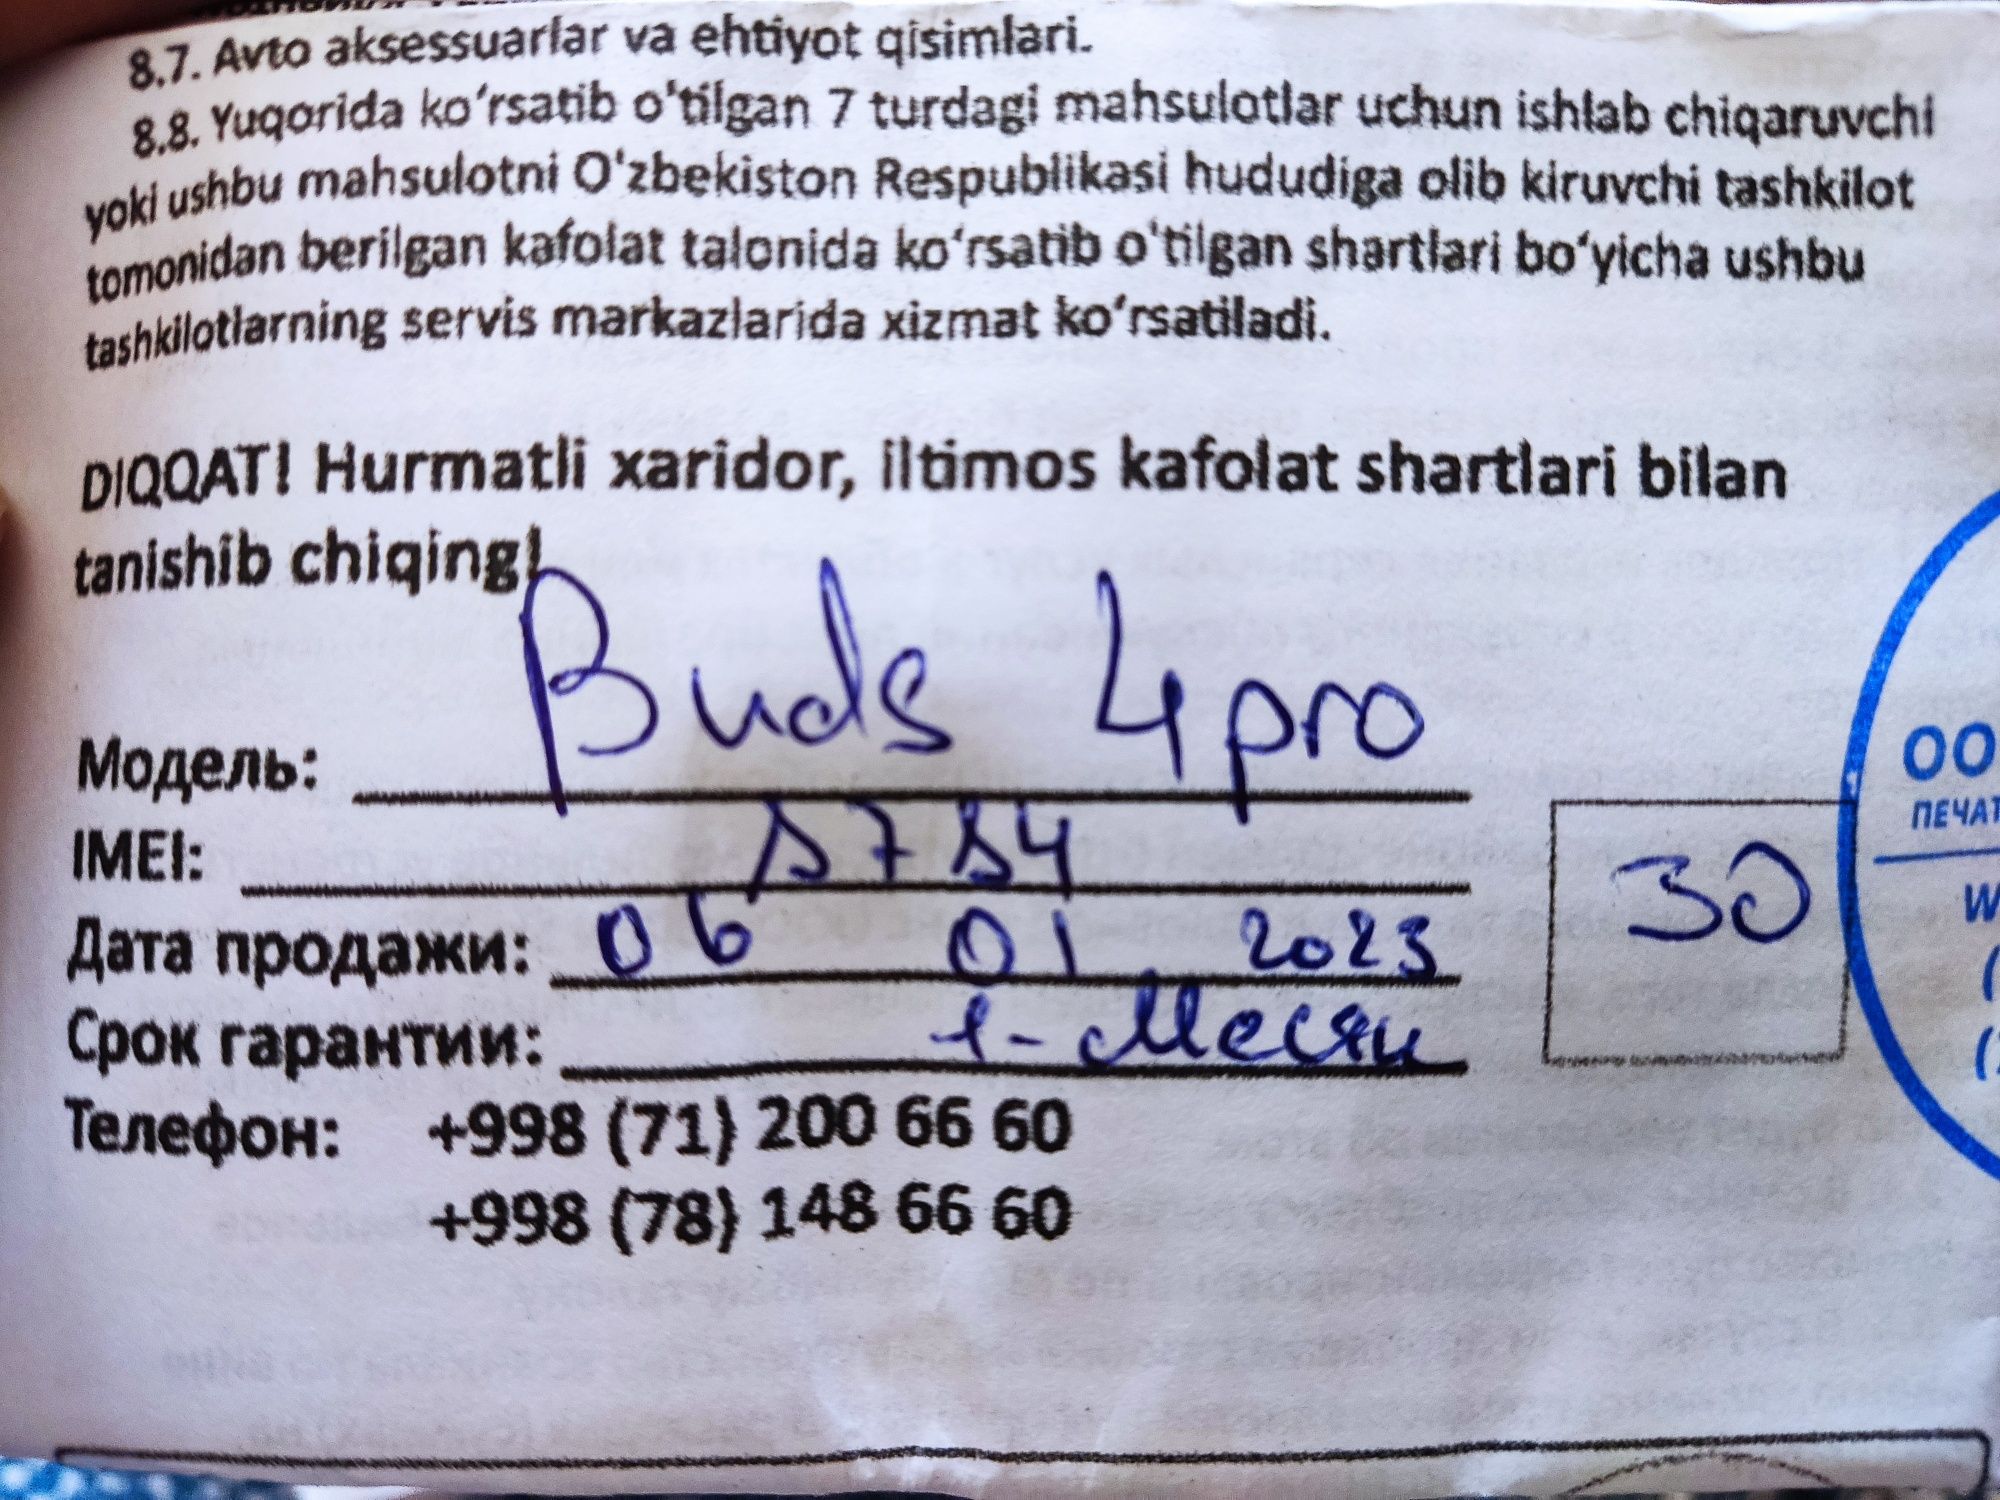 8.7. Avto aksessuarlar va ehtiyot qisimlari.
8.8. Yuqorida ko‘rsatib o'tilgan 7 turdagi mahsulotlar uchun ishlab chiqaruvchi
yoki ushbu mahsulotni O'zbekiston Respublikasi hududiga olib kiruvchi tashkilot
tomonidan berilgan kafolat talonida ko‘rsatib o'tilgan shartlari bo‘yicha ushbu
tashkilotlarning servis markazlarida xizmat ko‘rsatiladi.
DIQQAT! Hurmatli xaridor, iltimos kafolat shartlari bilan
tanishib chiqing!
Модель: Buds 4 pro
IMEI:
Дата продажи: 06 01 2023
Срок гарантии: 1-Месяц
30
Телефон: +998 (71) 200 66 60
+998 (78) 148 66 60
ОО
ПЕЧАТ